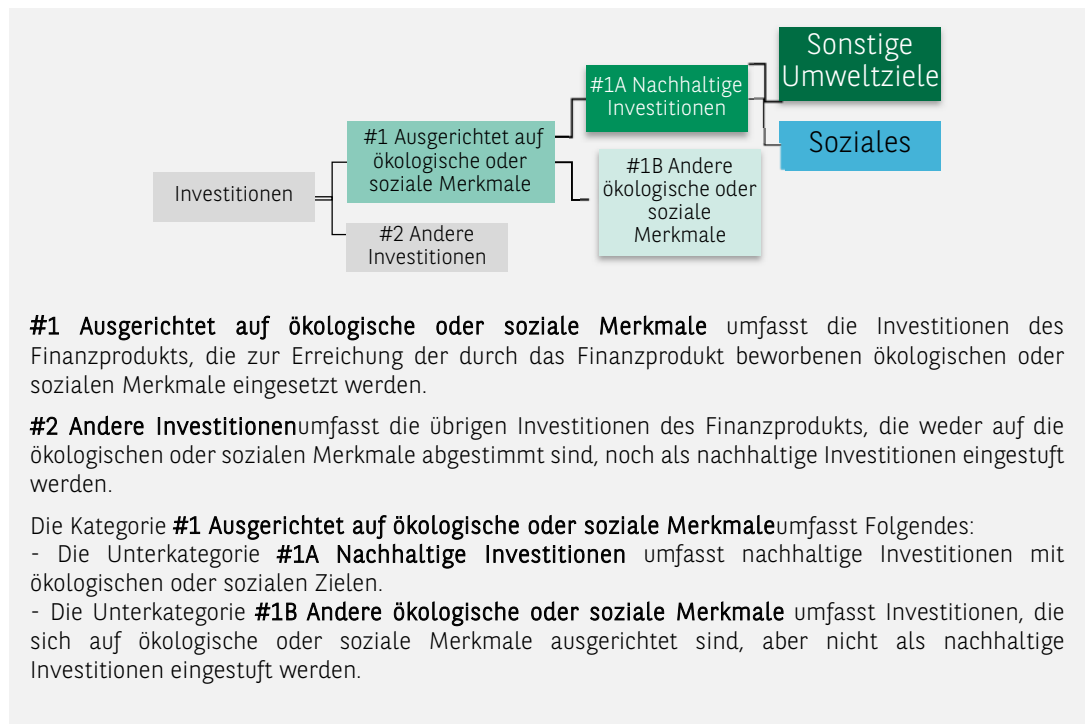 Sonstige
Umweltziele
#1A Nachhaltige
Investitionen
Soziales
#1 Ausgerichtet auf
ökologische oder
soziale Merkmale
#1B Andere
ökologische oder
soziale
Merkmale
Investitionen
#2 Andere
Investitionen
#1 Ausgerichtet auf ökologische oder soziale Merkmale umfasst die Investitionen des
Finanzprodukts, die zur Erreichung der durch das Finanzprodukt beworbenen ökologischen oder
sozialen Merkmale eingesetzt werden.
#2 Andere Investitionenumfasst die übrigen Investitionen des Finanzprodukts, die weder auf die
ökologischen oder sozialen Merkmale abgestimmt sind, noch als nachhaltige Investitionen eingestuft
werden.
Die Kategorie #1 Ausgerichtet auf ökologische oder soziale Merkmaleumfasst Folgendes:
- Die Unterkategorie #1A Nachhaltige Investitionen umfasst nachhaltige Investitionen mit
ökologischen oder sozialen Zielen.
- Die Unterkategorie #1B Andere ökologische oder soziale Merkmale umfasst Investitionen, die
sich auf ökologische oder soziale Merkmale ausgerichtet sind, aber nicht als nachhaltige
Investitionen eingestuft werden.